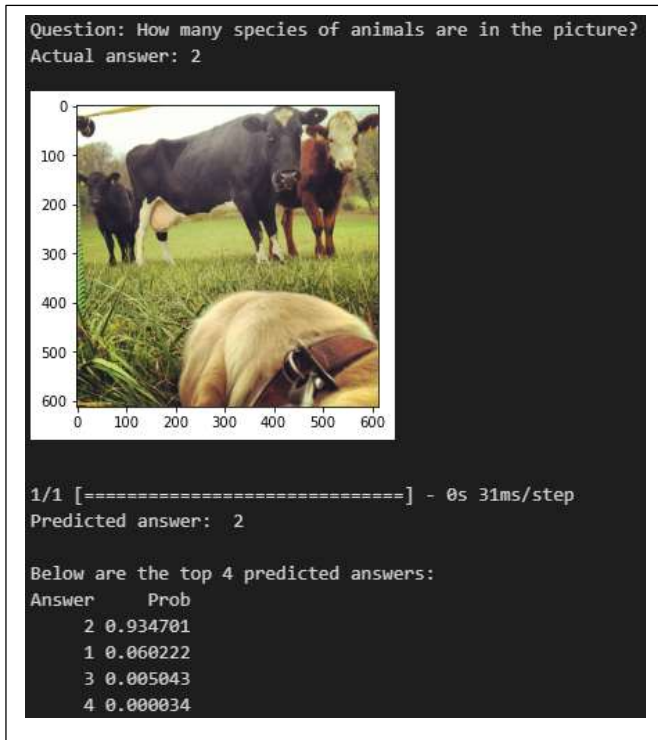 Question: How many species of animals are in the picture?
Actual answer: 2
0
100
200
300
400
500
600
0 100 200 300 400 500 600
1/1 [==============================] - 0s 31ms/step
Predicted answer:  2
Below are the top 4 predicted answers:
Answer Prob
2 0.934701
1 0.060222
3 0.005043
4 0.000034